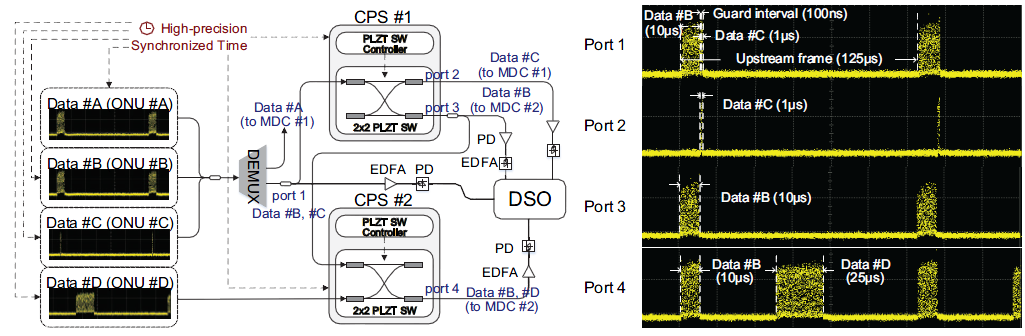 High-precision
Synchronized Time
Data #A (ONU #A)
Data #B (ONU #B)
Data #C (ONU #C)
Data #D (ONU #D)
DEMUX
Data #A
(to MDC #1)
port 1
Data #B, #C
CPS #1
PLZT SW
Controller
2x2 PLZT SW
port 2
port 3
Data #C
(to MDC #1)
Data #B
(to MDC #2)
PD
EDFA
EDFA
PD
DSO
CPS #2
PLZT SW
Controller
2x2 PLZT SW
port 4
PD
EDFA
Data #B, #D
(to MDC #2)
Port 1
Data #B
(10μs)
Guard interval (100ns)
Data #C (1μs)
Upstream frame (125μs)
Port 2
Data #C (1μs)
Port 3
Data #B (10μs)
Port 4
Data #B
(10μs)
Data #D
(25μs)